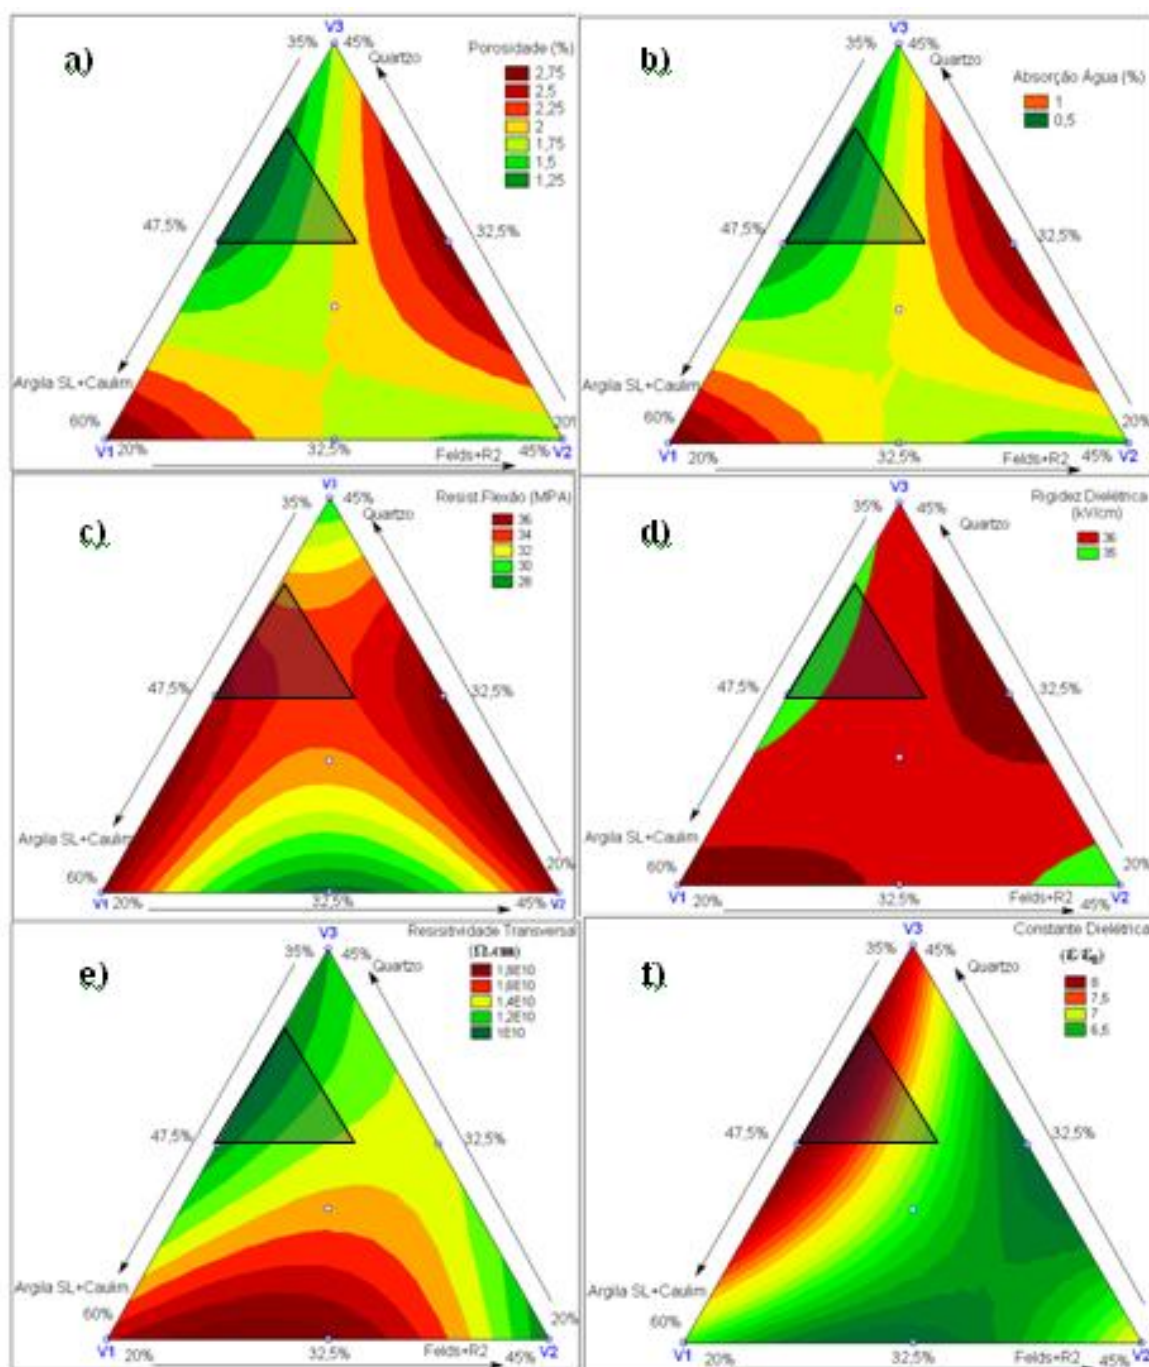 a)
V3
35%
45%
Quartzo
Porosidade (%)
2,75
2,5
2,25
2
1,75
1,5
1,25
47,5%
32,5%
Argila SL+Caulim
60%
V1
20%
32,5%
Felds+R2
45%
V2
b)
V3
35%
45%
Quartzo
Absorção Água (%)
1
0,5
47,5%
32,5%
Argila SL+Caulim
60%
20%
V1
20%
32,5%
Felds+R2
45%
V2
c)
V3
35%
45%
Quartzo
Resist.Flexão (MPA)
36
34
32
30
28
47,5%
32,5%
Argila SL+Caulim
60%
20%
V1
20%
32,5%
45%
V2
d)
V3
35%
45%
Quartzo
Rigidez Dielétrica
(kV/cm)
36
35
47,5%
32,5%
Argila SL+Caulim
60%
20%
V1
20%
32,5%
Felds+R2
45%
V2
e)
V3
35%
45%
Quartzo
Resisitividade Transversal
1,8E10
1,6E10
1,4E10
1,2E10
1E10
47,5%
32,5%
Argila SL+Caulim
60%
20%
V1
20%
32,5%
Felds+R2
45%
V2
f)
V3
35%
45%
Quartzo
Constante Dielétrica
8
7,5
7
6,5
47,5%
32,5%
Argila SL+Caulim
60%
20%
V1
20%
32,5%
Felds+R2
45%
V2